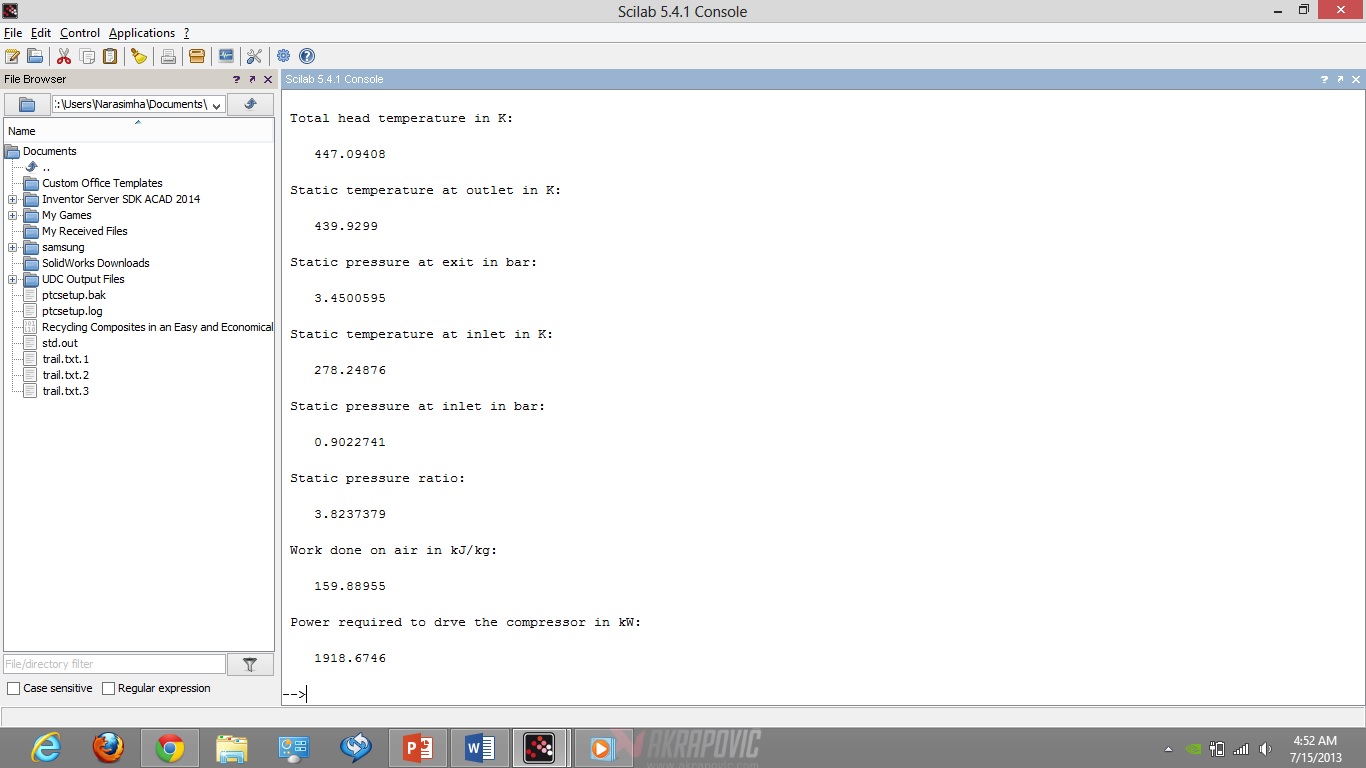 Scilab 5.4.1 Console
File Edit Control Applications ?
File Browser
Scilab 5.4.1 Console
:\Users\Narasimha\Documents\
Name
Documents
..
Custom Office Templates
Inventor Server SDK ACAD 2014
My Games
My Received Files
samsung
SolidWorks Downloads
UDC Output Files
ptcsetup.bak
ptcsetup.log
Recycling Composites in an Easy and Economical
std.out
trail.txt.1
trail.txt.2
trail.txt.3
File/directory filter
Case sensitive Regular expression
Total head temperature in K:
447.09408
Static temperature at outlet in K:
439.9299
Static pressure at exit in bar:
3.4500595
Static temperature at inlet in K:
278.24876
Static pressure at inlet in bar:
0.9022741
Static pressure ratio:
3.8237379
Work done on air in kJ/kg:
159.88955
Power required to drve the compressor in kW:
1918.6746
-->
AKRAPOVIC
www.akrapovic.com
4:52 AM
7/15/2013